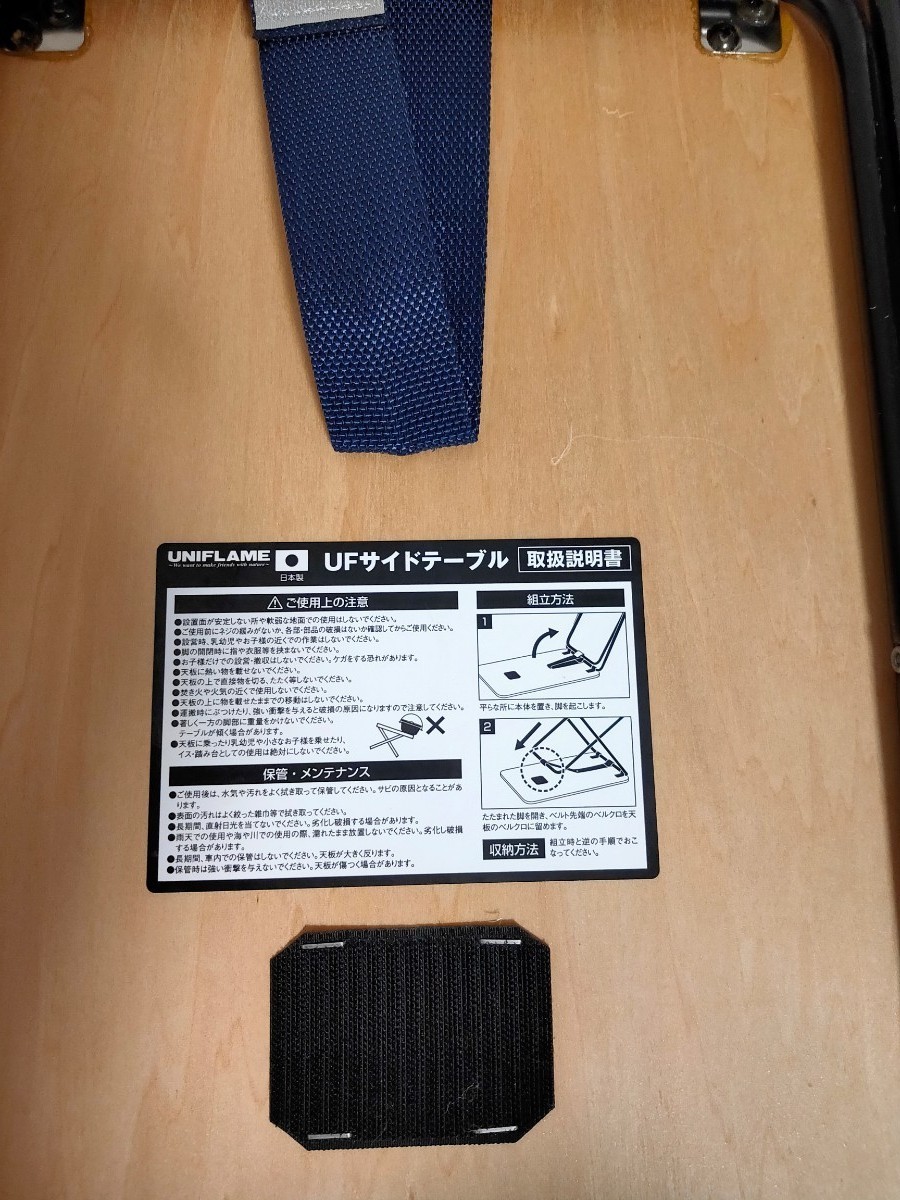 UNIFLAME
~We want to make friends with nature~
日本製
UFサイドテーブル
取扱説明書
ご使用上の注意
●設置面が安定しない所や軟弱な地面での使用はしないでください。
●ご使用前にネジの緩みがないか、各部・部品の破損はないか確認してからご使用ください。
●設営時、乳幼児やお子様の近くでの作業はしないでください。
●脚の開閉時に指や衣服等を挟まないでください。
●お子様だけでの設営・撤収はしないでください。ケガをする恐れがあります。
●天板に熱い物を載せないでください。
●天板の上で直接物を切る、たたく等しないでください。
●焚き火や火気の近くで使用しないでください。
●天板の上に物を載せたままでの移動はしないでください。
●運搬時にぶつけたり、強い衝撃を与えると破損の原因になりますので注意してください。
●著しく一方の脚部に重量をかけないでください。
テーブルが傾く場合があります。
●天板に乗ったり乳幼児や小さなお子様を乗せたり、
イス・踏み台としての使用は絶対にしないでください。
保管・メンテナンス
●ご使用後は、水気や汚れをよく拭き取って保管してください。サビの原因となることがあ
ります。
●表面の汚れはよく絞った雑巾等で拭き取ってください。
●長期間、直射日光を当てないでください。劣化し破損する場合があります。
●雨天での使用や海や川での使用の際、濡れたまま放置しないでください。劣化し破損
する場合があります。
●長期間、車内での保管はしないでください。天板が大きく反ります。
●保管時は強い衝撃を与えないでください。天板が傷つく場合があります。
組立方法
1
平らな所に本体を置き、脚を起こします。
2
たたまれた脚を開き、ベルト先端のベルクロを天
板のベルクロに留めます。
収納方法
組立時と逆の手順でおこ
なってください。